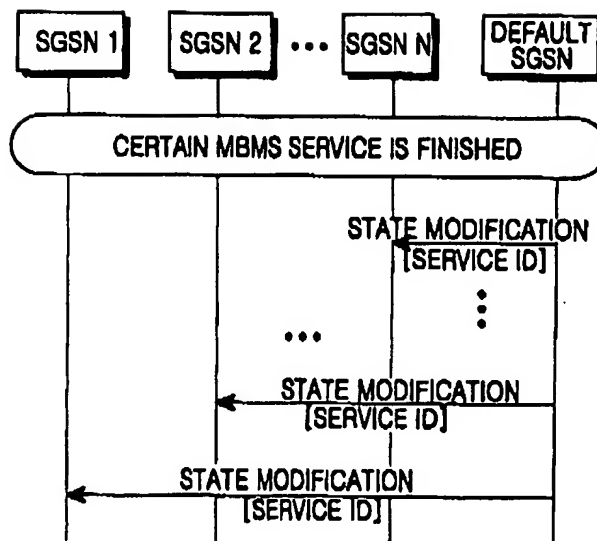 SGSN 1
SGSN 2
SGSN N
DEFAULT
SGSN
CERTAIN MBMS SERVICE IS FINISHED
STATE MODIFICATION
[SERVICE ID]
STATE MODIFICATION
[SERVICE ID]
STATE MODIFICATION
[SERVICE ID]